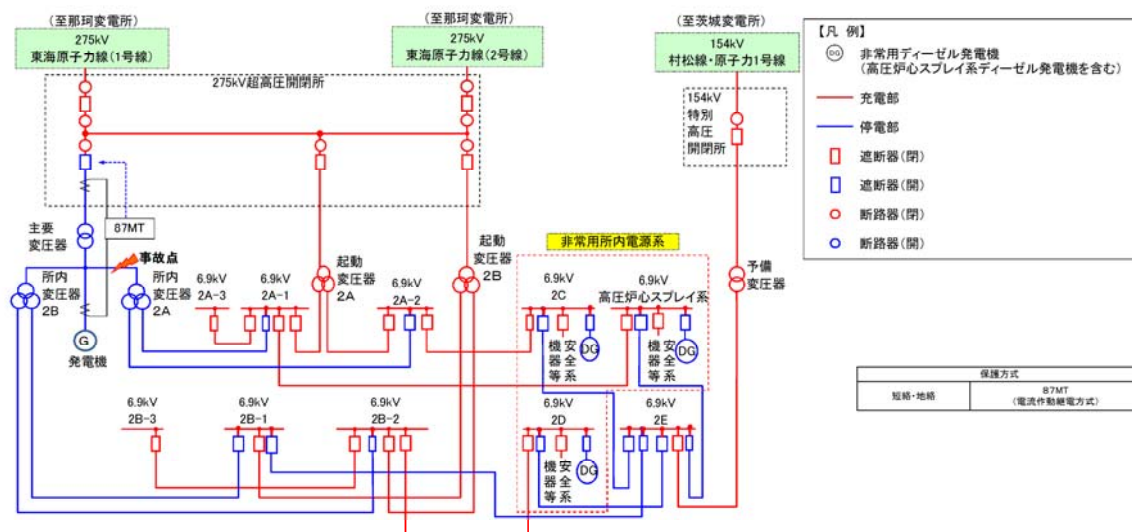 (至那珂変電所)
275kV
東海原子力線(1号線)
(至那珂変電所)
275kV
東海原子力線(2号線)
(至茨城変電所)
154kV
村松線・原子力1号線
【凡 例】
DG
非常用ディーゼル発電機
(高圧炉心スプレイ系ディーゼル発電機を含む)
充電部
停電部
遮断器(閉)
遮断器(開)
断路器(閉)
断路器(開)
275kV超高圧開閉所
154kV
特別
高圧
開閉所
87MT
主要
変圧器
事故点
所内
変圧器
2B
所内
変圧器
2A
G
発電機
起動
変圧器
2A
起動
変圧器
2B
予備
変圧器
非常用所内電源系
6.9kV
2A-3
6.9kV
2A-1
6.9kV
2A-2
6.9kV
2C
6.9kV
高圧炉心スプレイ系
安全系
機器等
DG
安全系
機器等
DG
6.9kV
2B-3
6.9kV
2B-1
6.9kV
2B-2
6.9kV
2D
6.9kV
2E
安全系
機器等
DG
保護方式
短絡・地絡
87MT
(電流作動継電方式)